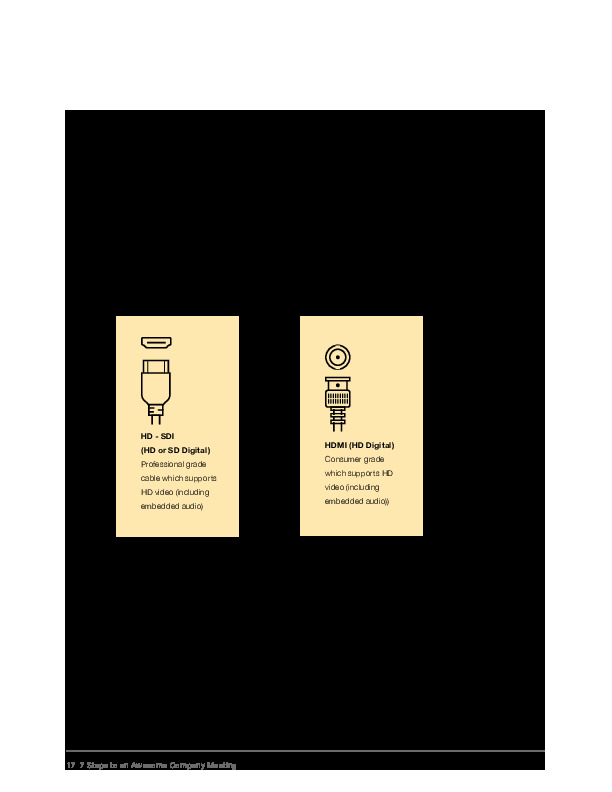 HD - SDI
(HD or SD Digital)
Professional grade
cable which supports
HD video (including
embedded audio)
HDMI (HD Digital)
Consumer grade
which supports HD
video (including
embedded audio))
17 7 Steps to an Awesome Company Meeting